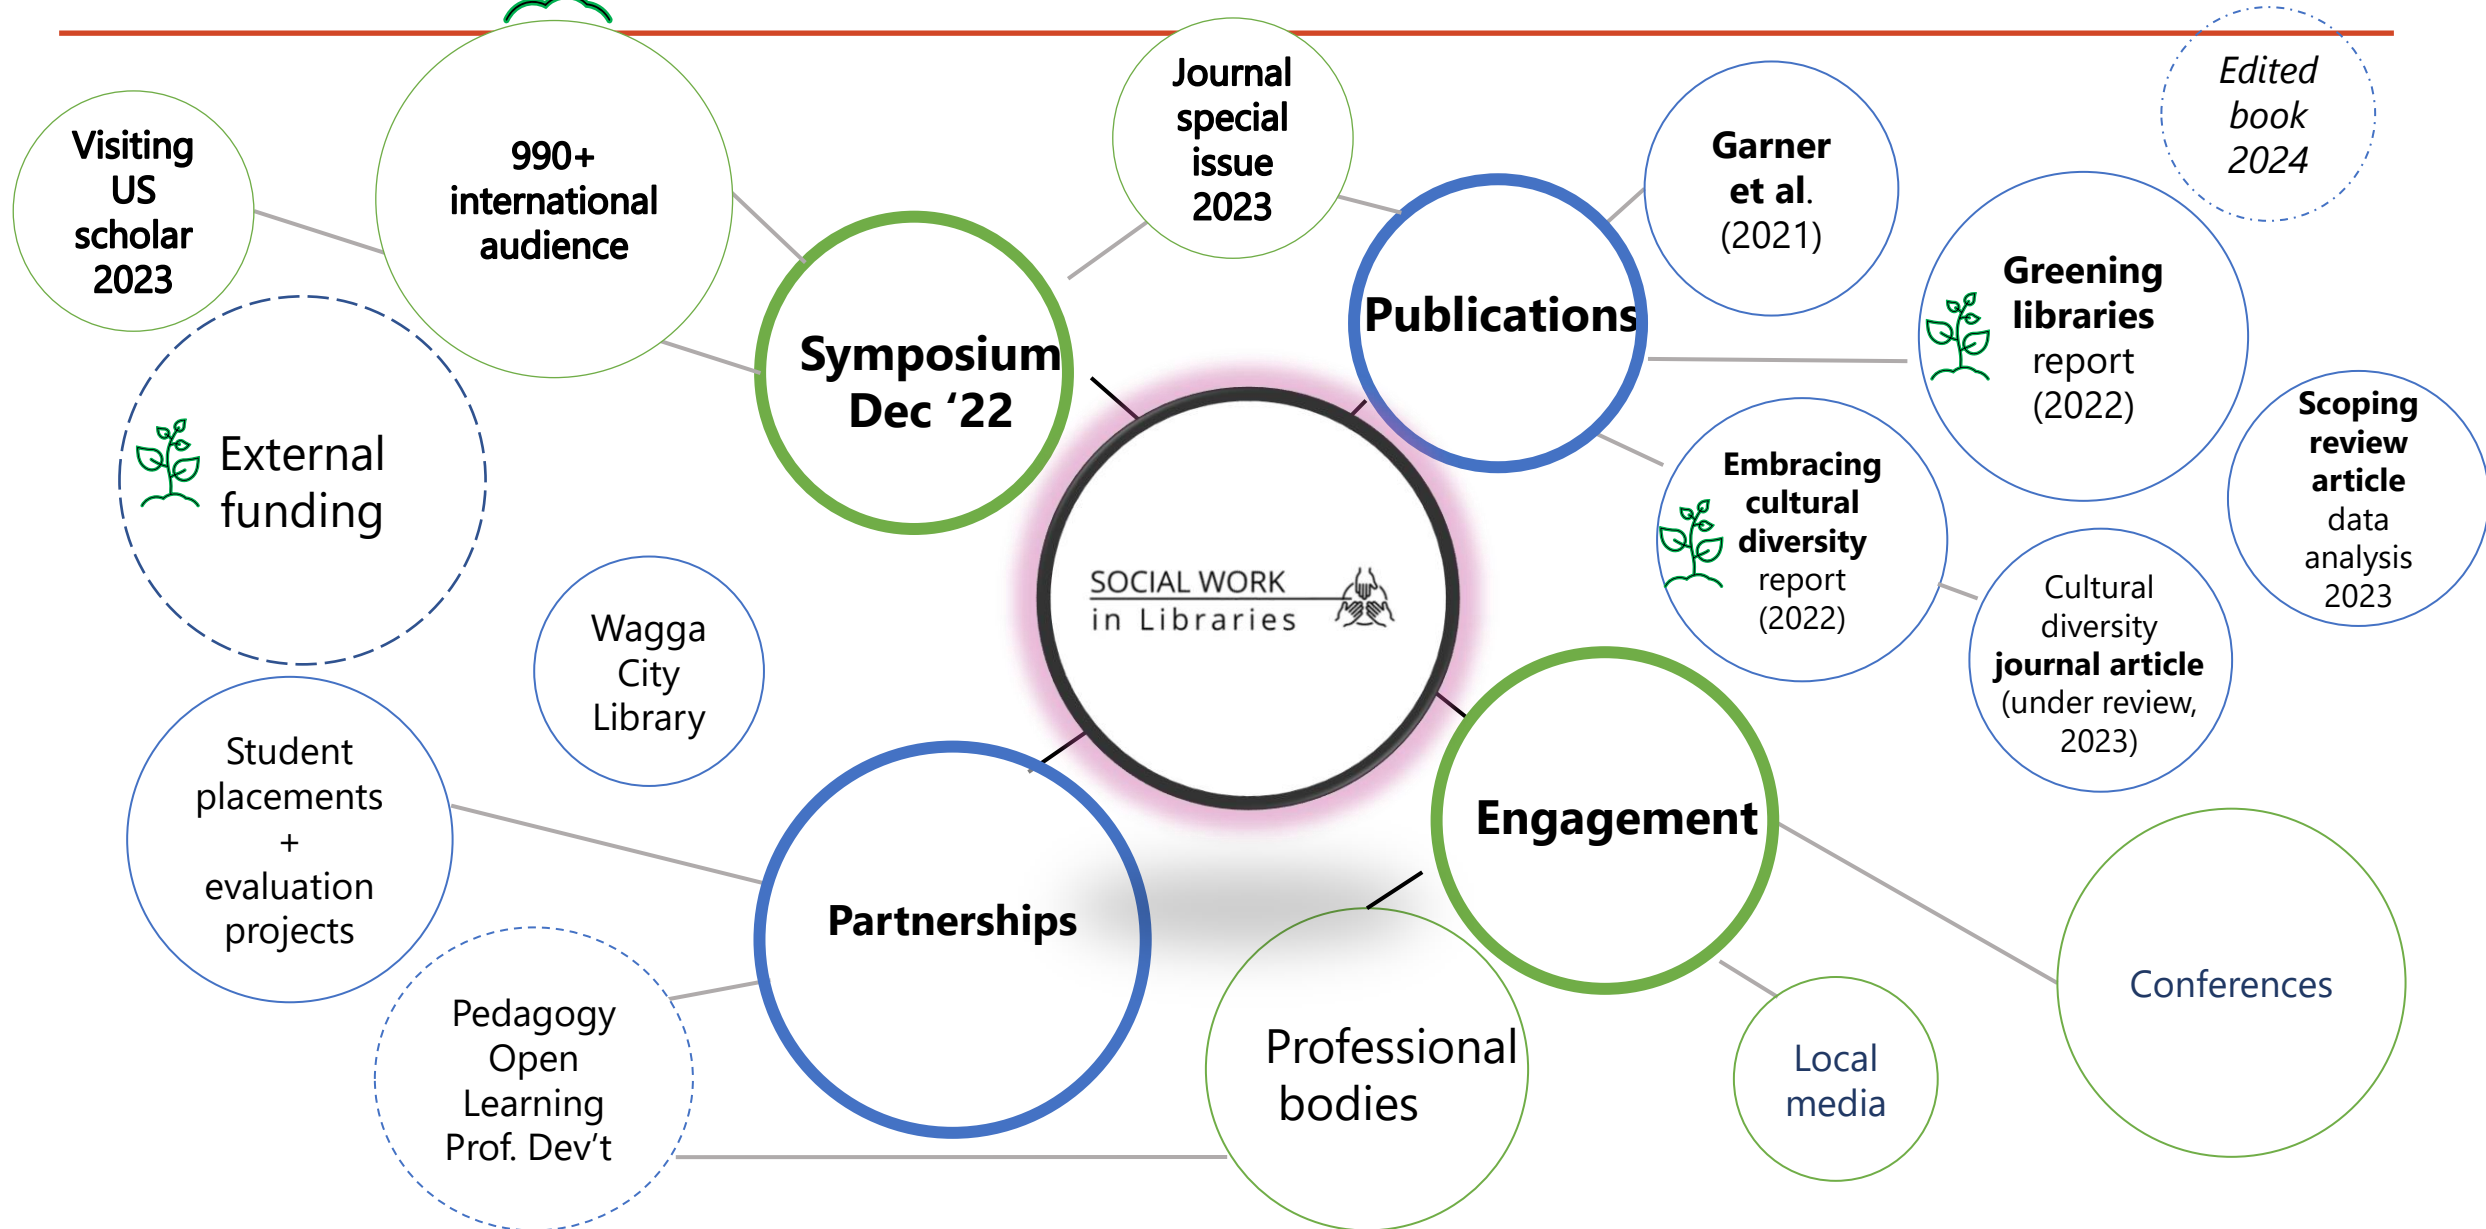 Visiting
US
scholar
2023
990+
international
audience
Journal
special
issue
2023
Garner
et al.
(2021)
Edited
book
2024
Symposium
Dec ‘22
Publications
Greening
libraries
report
(2022)
Scoping
review
article
data
analysis
2023
Embracing
cultural
diversity
report
(2022)
Cultural
diversity
journal article
(under review,
2023)
External
funding
SOCIAL WORK
in Libraries
Wagga
City
Library
Student
placements
+
evaluation
projects
Partnerships
Engagement
Pedagogy
Open
Learning
Prof. Dev’t
Professional
bodies
Local
media
Conferences